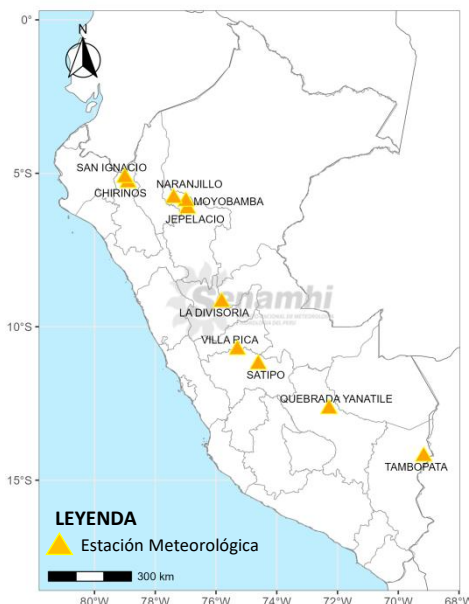 0°
N
SAN IGNACIO
NARANJILLO
5°S
CHIRINOS
MOYOBAMBA
JEPELACIO
Senamhi
LA DIVISORIA
10°S
VILLA RICA
SATIPO
QUEBRADA YANATILE
15°S
TAMBOPATA
LEYENDA
Estación Meteorológica
300 km
80°W
78°W
76°W
74°W
72°W
70°W
68°W